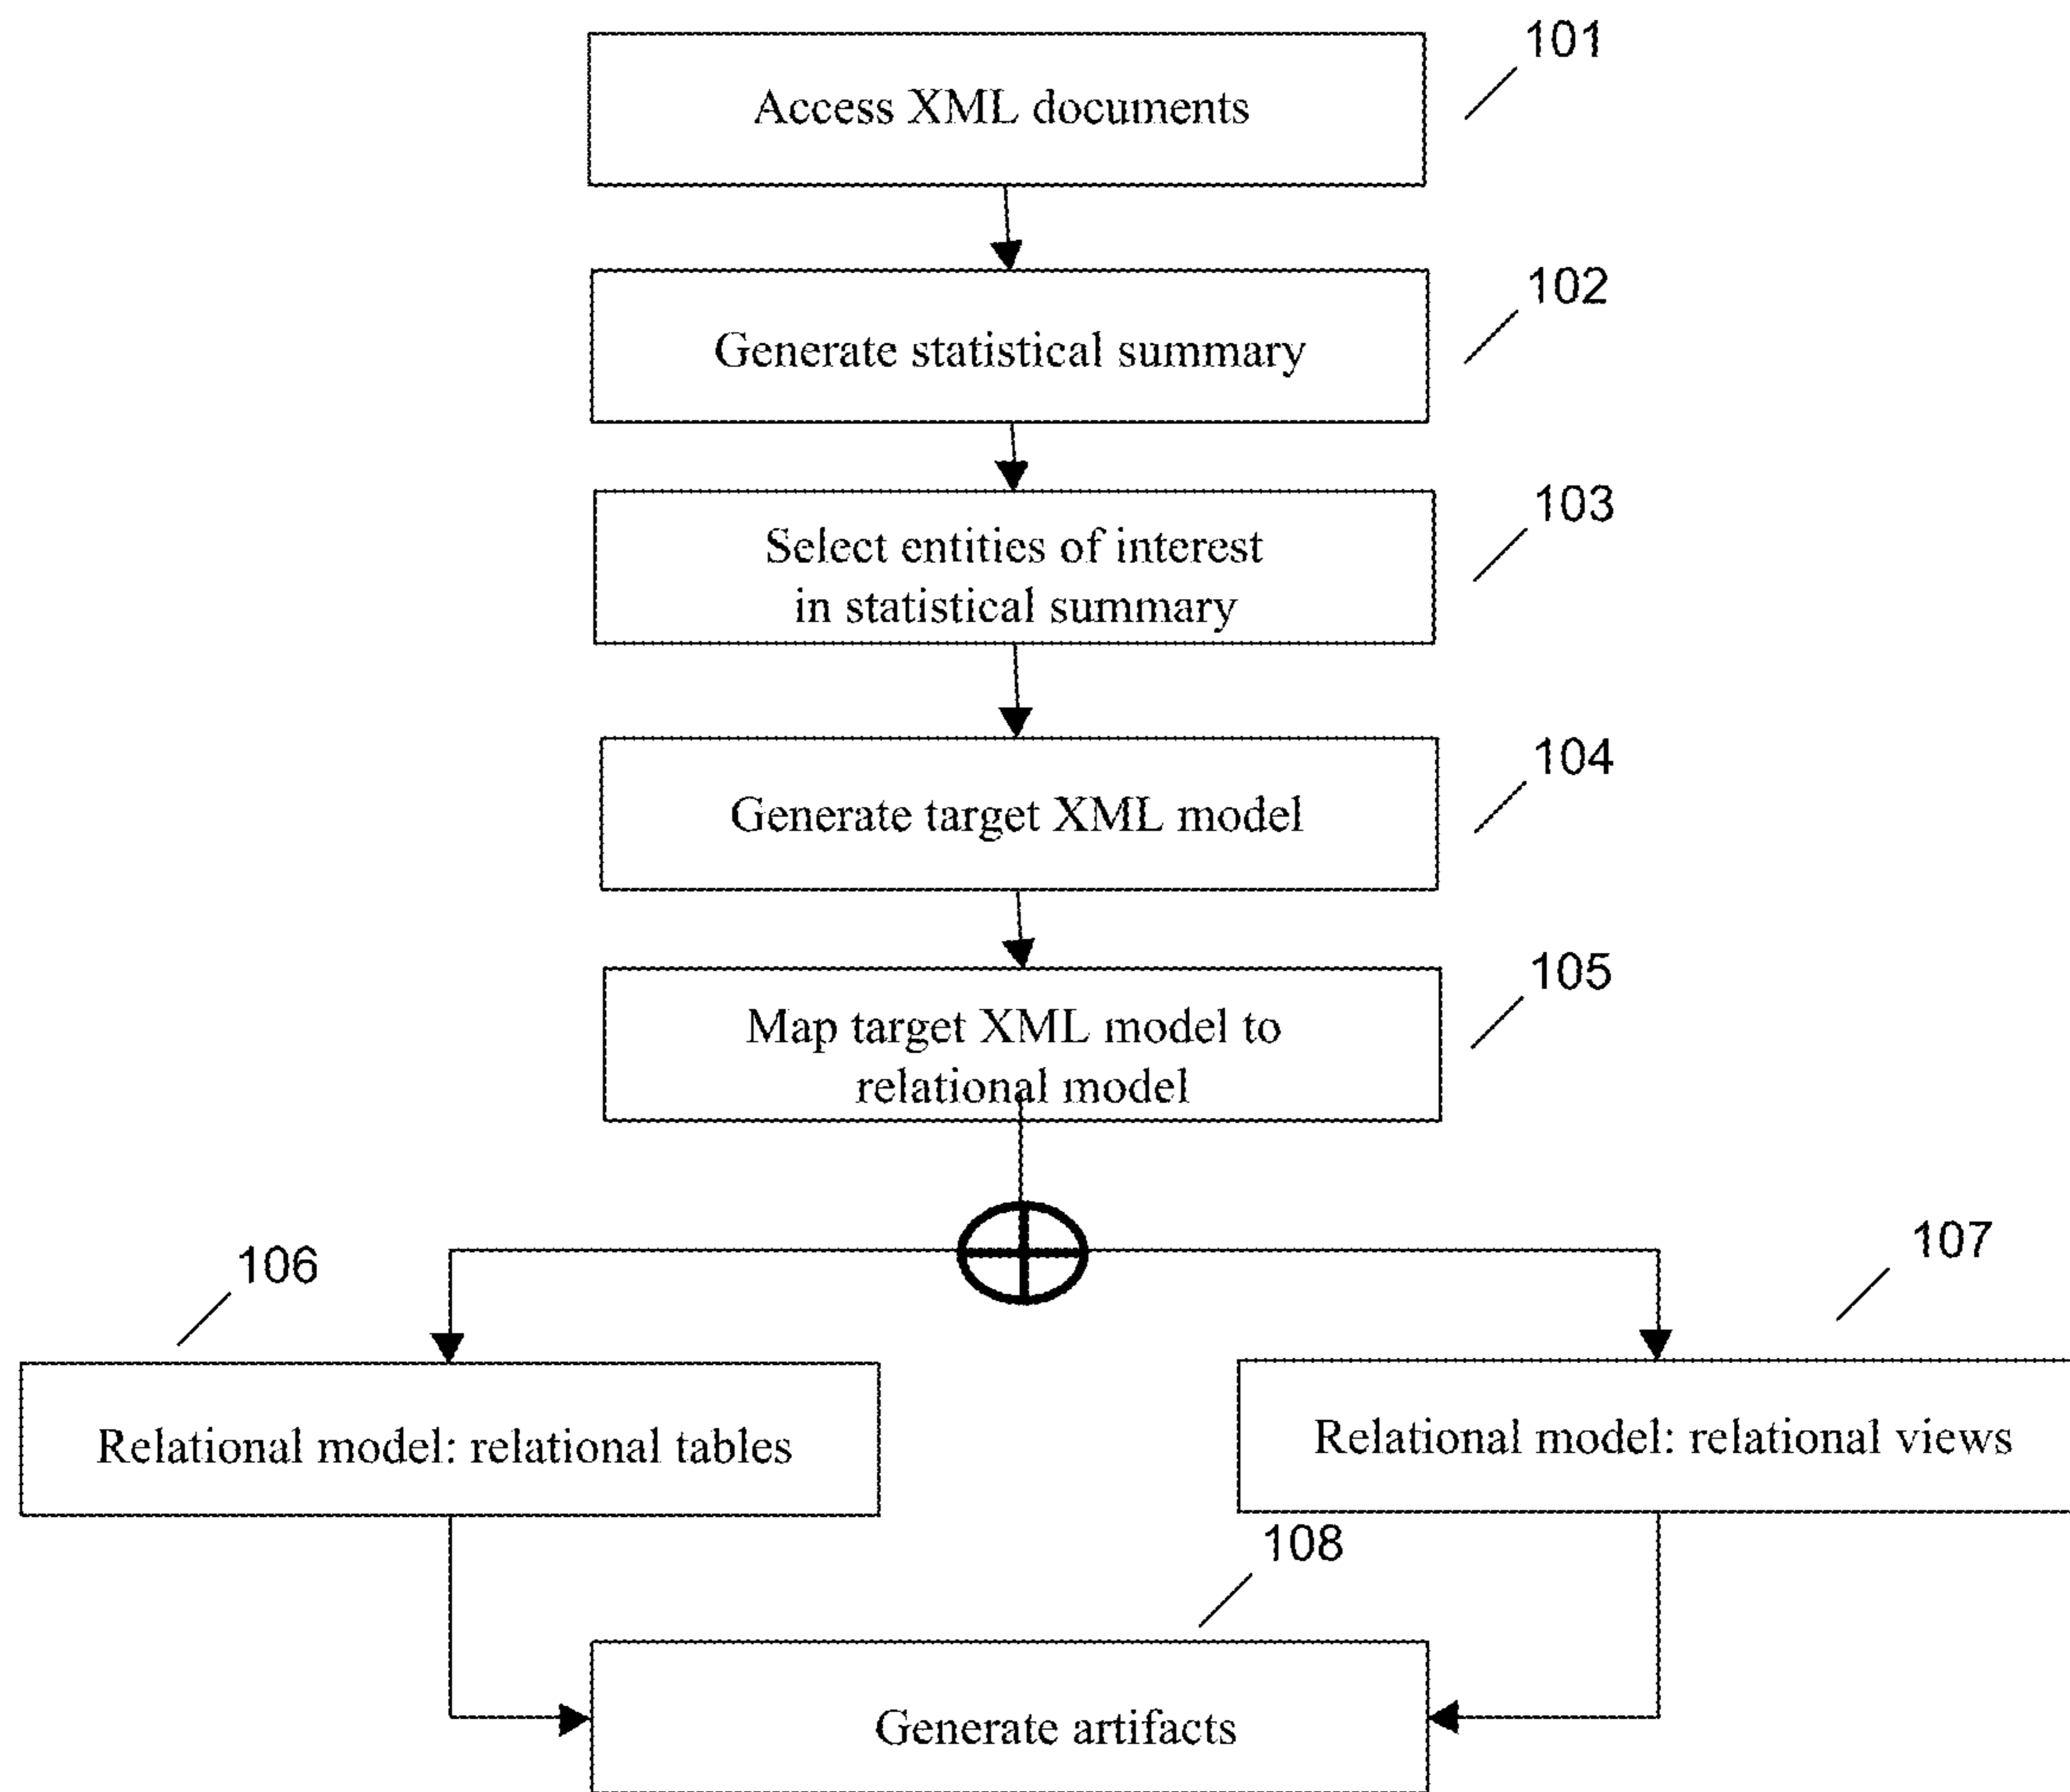 101
Access XML documents
102
Generate statistical summary
103
Select entities of interest
in statistical summary
104
Generate target XML model
105
Map target XML model to
relational model
106
107
Relational model: relational tables
Relational model: relational views
108
Generate artifacts